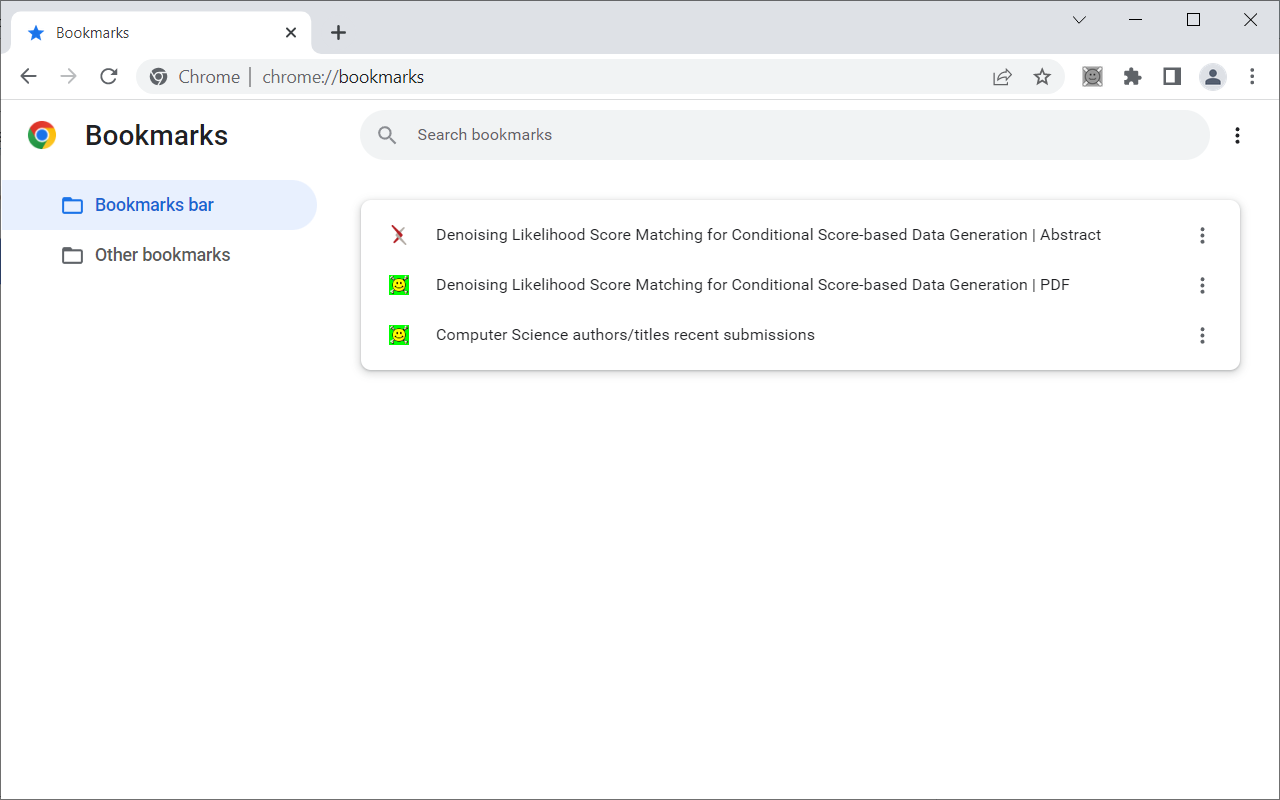 Bookmarks
Chrome | chrome://bookmarks
Bookmarks
Search bookmarks
Bookmarks bar
Other bookmarks
Denoising Likelihood Score Matching for Conditional Score-based Data Generation | Abstract
Denoising Likelihood Score Matching for Conditional Score-based Data Generation | PDF
Computer Science authors/titles recent submissions